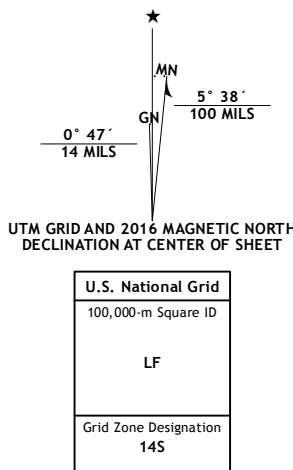 MN
GN
5° 38´
100 MILS
0° 47´
14 MILS
UTM GRID AND 2016 MAGNETIC NORTH
DECLINATION AT CENTER OF SHEET
U.S. National Grid
100,000-m Square ID
LF
Grid Zone Designation
14S